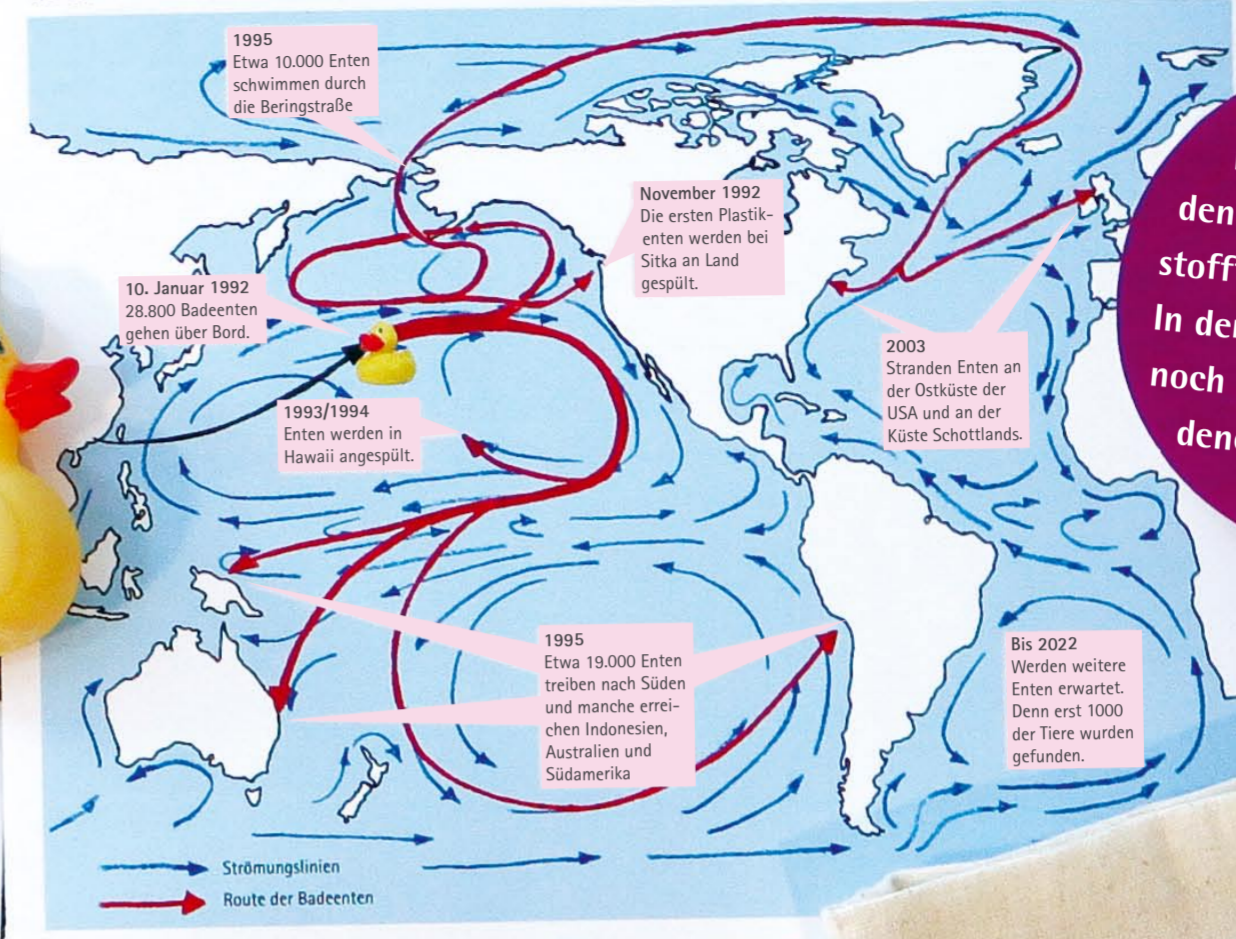 1995
Etwa 10.000 Enten
schwimmen durch
die Beringstraße
November 1992
Die ersten Plastik-
enten werden bei
Sitka an Land
gespült.
10. Januar 1992
28.800 Badeenten
gehen über Bord.
1993/1994
Enten werden in
Hawaii angespült.
2003
Stranden Enten an
der Ostküste der
USA und an der
Küste Schottlands.
1995
Etwa 19.000 Enten
treiben nach Süden
und manche errei-
chen Indonesien,
Australien und
Südamerika
Bis 2022
Werden weitere
Enten erwartet.
Denn erst 1000
der Tiere wurden
gefunden.
Strömungslinien
Route der Badeenten
den
stoff
In de
noch
den